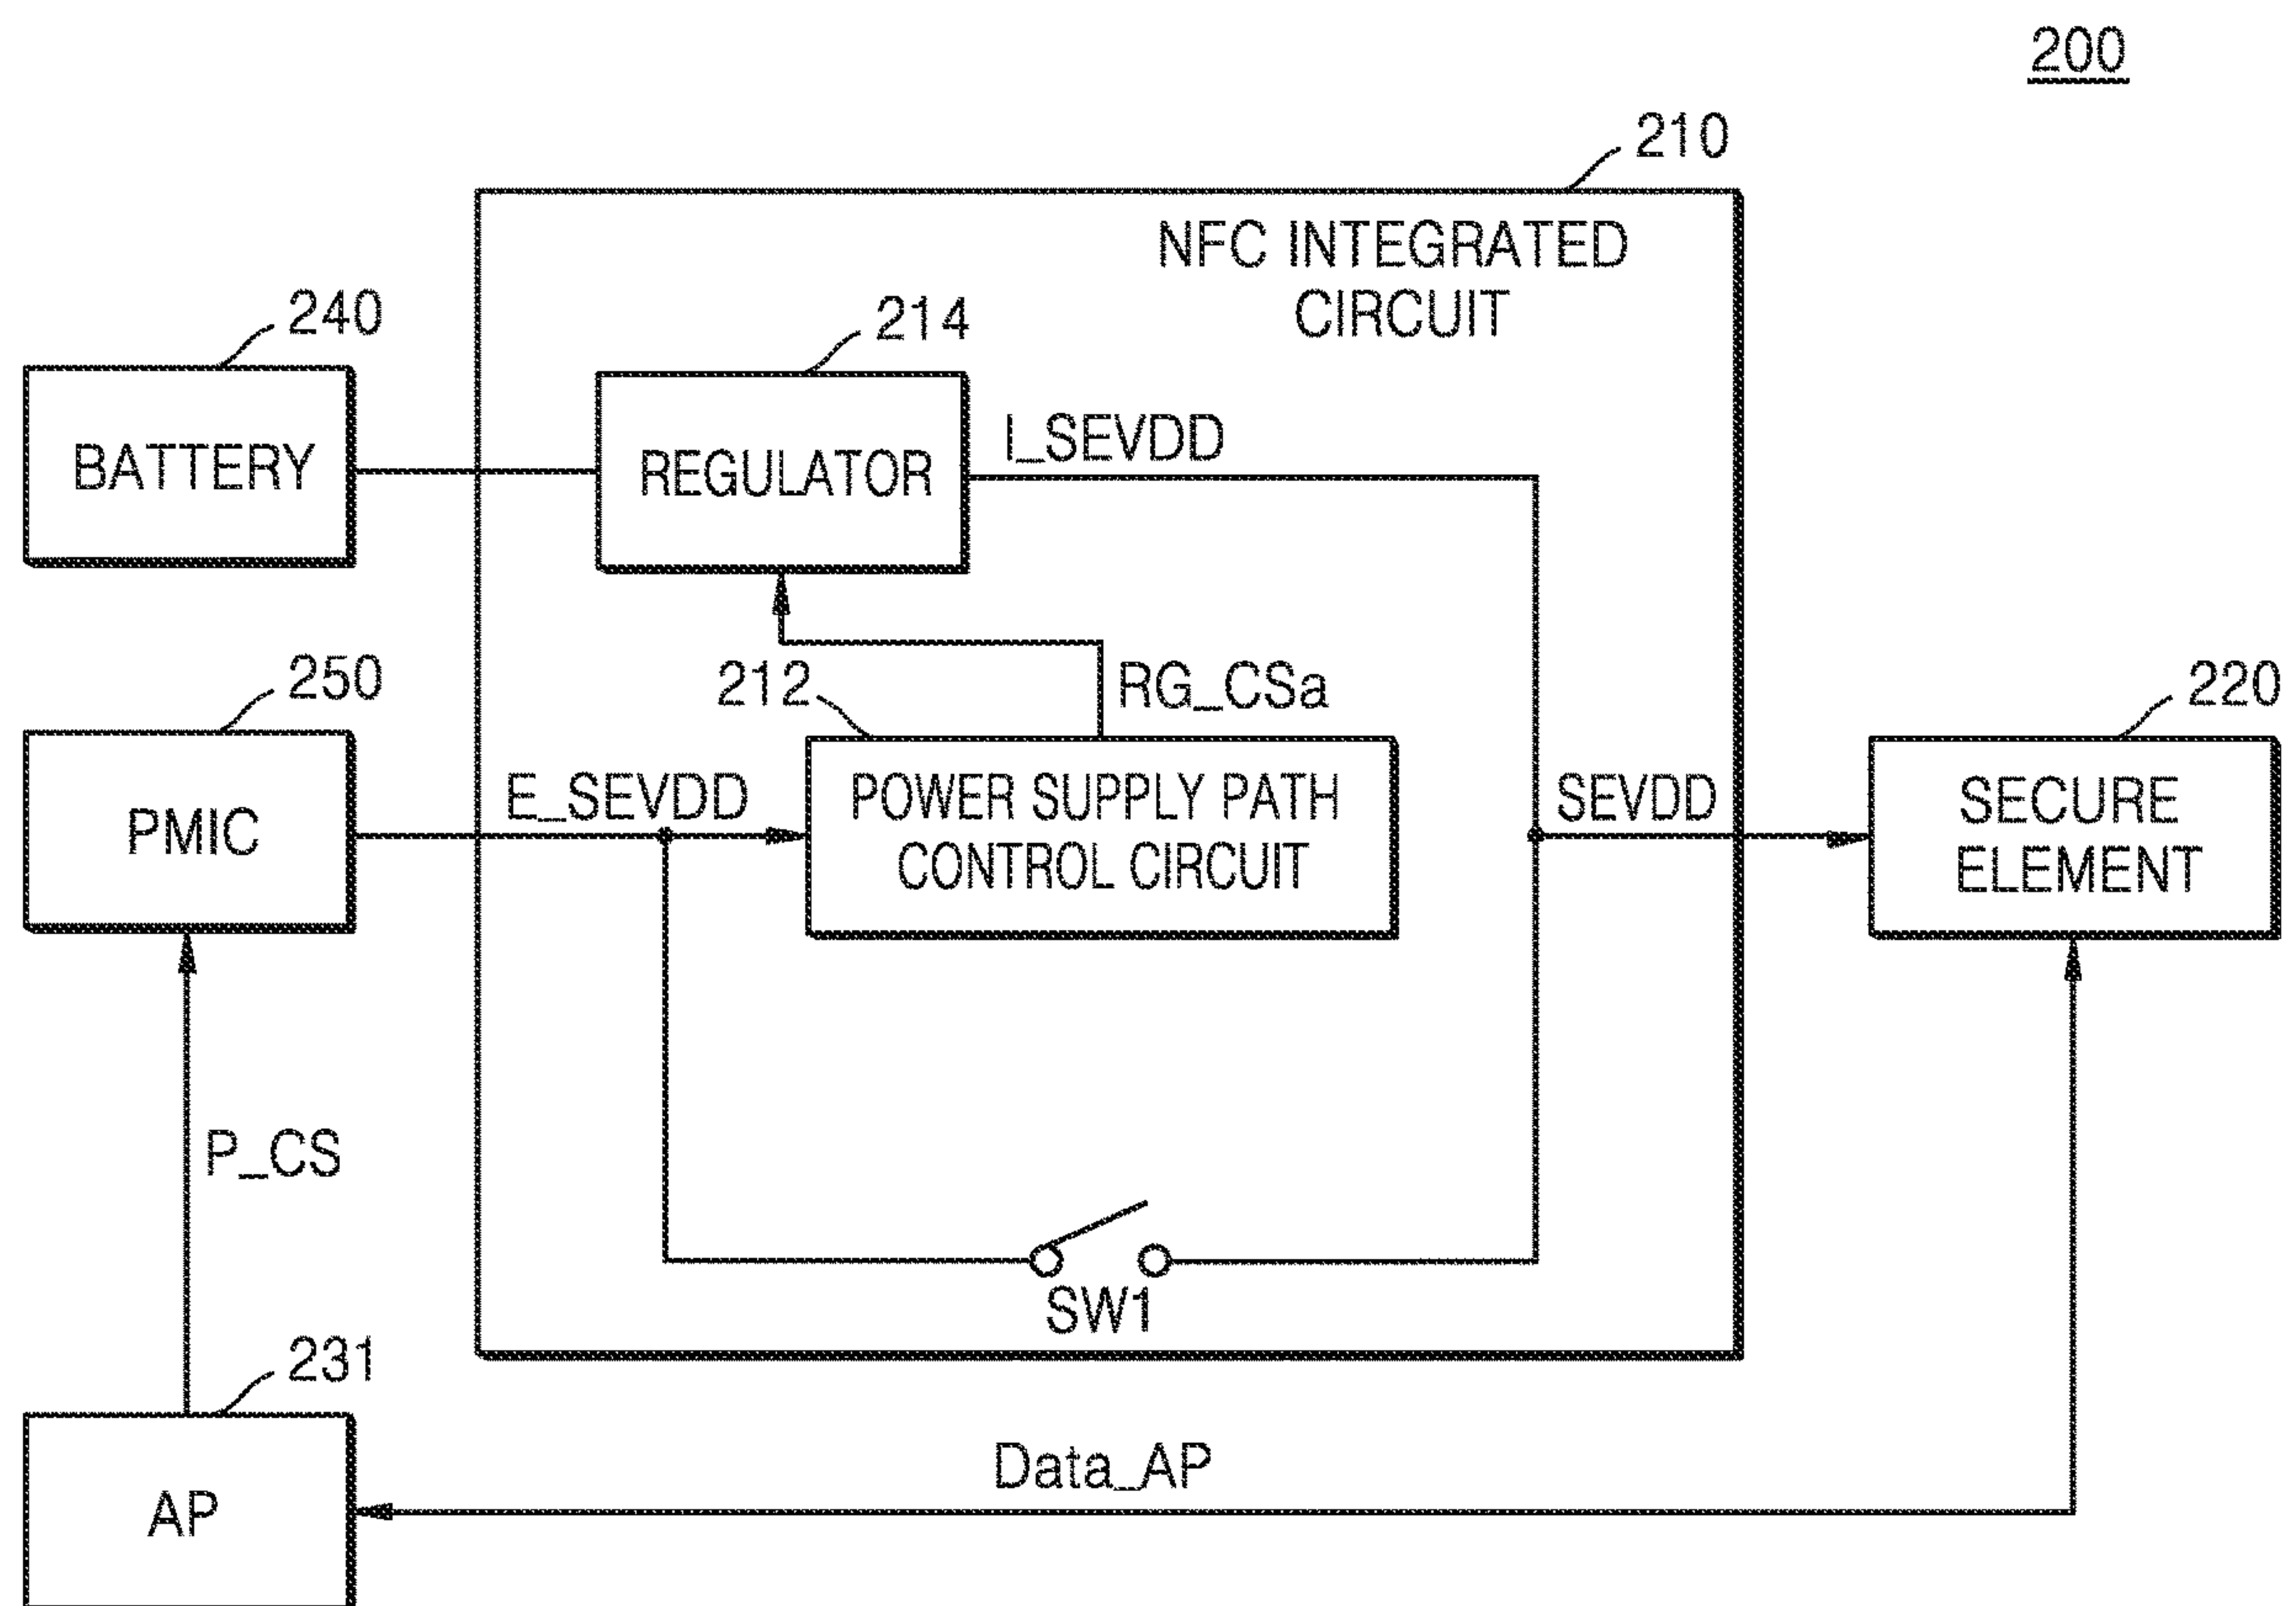 200
210
NFC INTEGRATED
CIRCUIT
240
214
BATTERY
REGULATOR
I_SEVDD
250
212
RG_CSa
220
PMIC
E_SEVDD
POWER SUPPLY PATH
CONTROL CIRCUIT
SEVDD
SECURE
ELEMENT
P_CS
SW1
231
AP
Data_AP